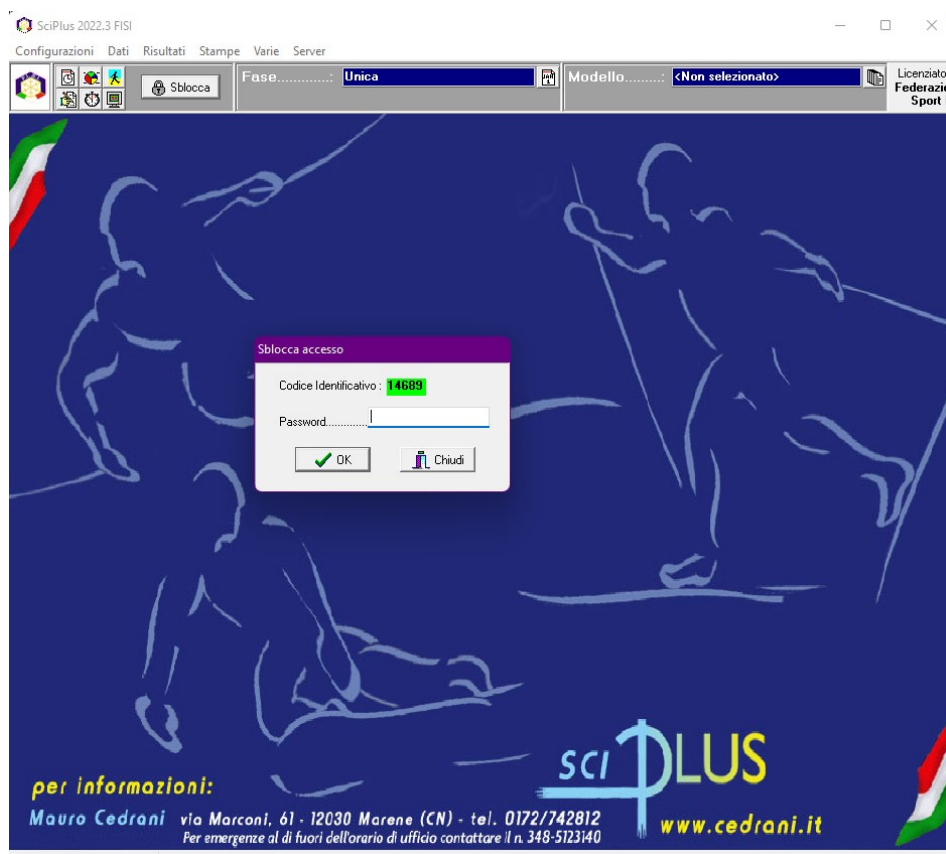 SciPlus 2022.3 FISI
Configurazioni Dati Risultati Stampe Varie Server
Sblocca
Fase............: Unica
Modello........: <Non selezionato>
Licenziato
Federazio
Sport
Sblocca accesso
Codice Identificativo : 14689
Password.............
OK
Chiudi
SCI PLUS
per informazioni:
Mauro Cedrani via Marconi, 61 - 12030 Marene (CN) - tel. 0172/742812
Per emergenze al di fuori dell'orario di ufficio contattare il n. 348-5123140
www.cedrani.it